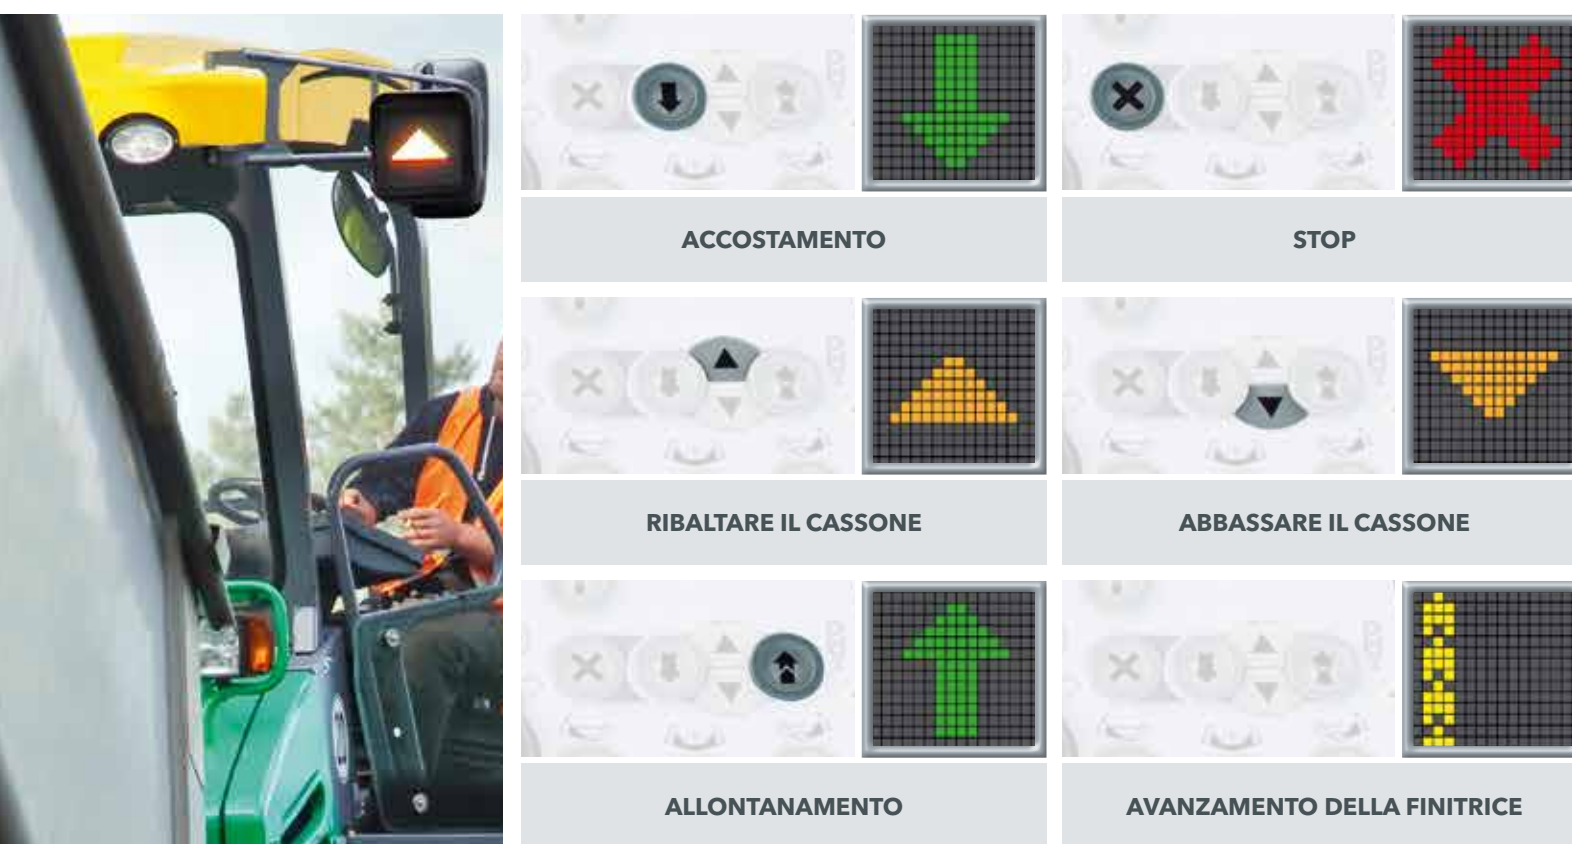 ACCOSTAMENTO
STOP
RIBALTARE IL CASSONE
ABBASSARE IL CASSONE
ALLONTANAMENTO
AVANZAMENTO DELLA FINITRICE